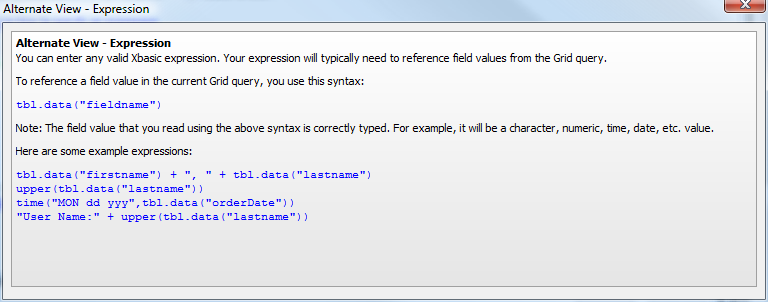 Alternate View - Expression
Alternate View - Expression
You can enter any valid Xbasic expression. Your expression will typically need to reference field values from the Grid query.
To reference a field value in the current Grid query, you use this syntax:
tbl.data("fieldname")
Note: The field value that you read using the above syntax is correctly typed. For example, it will be a character, numeric, time, date, etc. value.
Here are some example expressions:
tbl.data("firstname") + ", " + tbl.data("lastname")
upper(tbl.data("lastname"))
time("MON dd yyy",tbl.data("orderDate"))
"User Name:" + upper(tbl.data("lastname"))